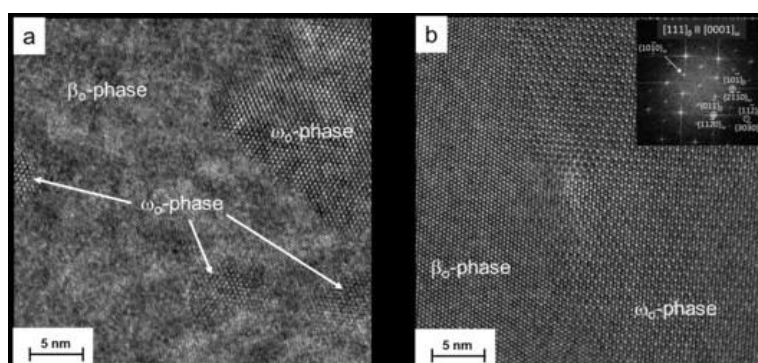 a
βo-phase
ωo-phase
ωo-phase
5 nm
b
[111]β || [0001]ω
βo-phase
ωo-phase
5 nm